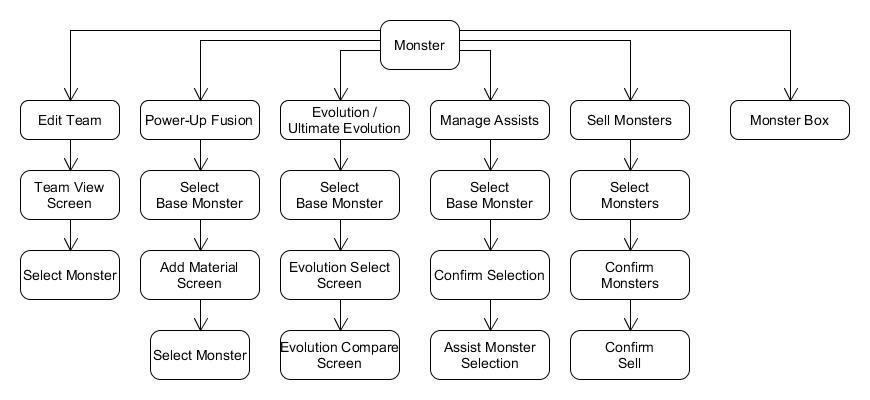 Monster
Edit Team
Power-Up Fusion
Evolution /
Ultimate Evolution
Manage Assists
Sell Monsters
Monster Box
Team View
Screen
Select
Base Monster
Select
Base Monster
Select
Base Monster
Select
Monsters
Select Monster
Add Material
Screen
Evolution Select
Screen
Confirm Selection
Confirm
Monsters
Select Monster
Evolution Compare
Screen
Assist Monster
Selection
Confirm
Sell